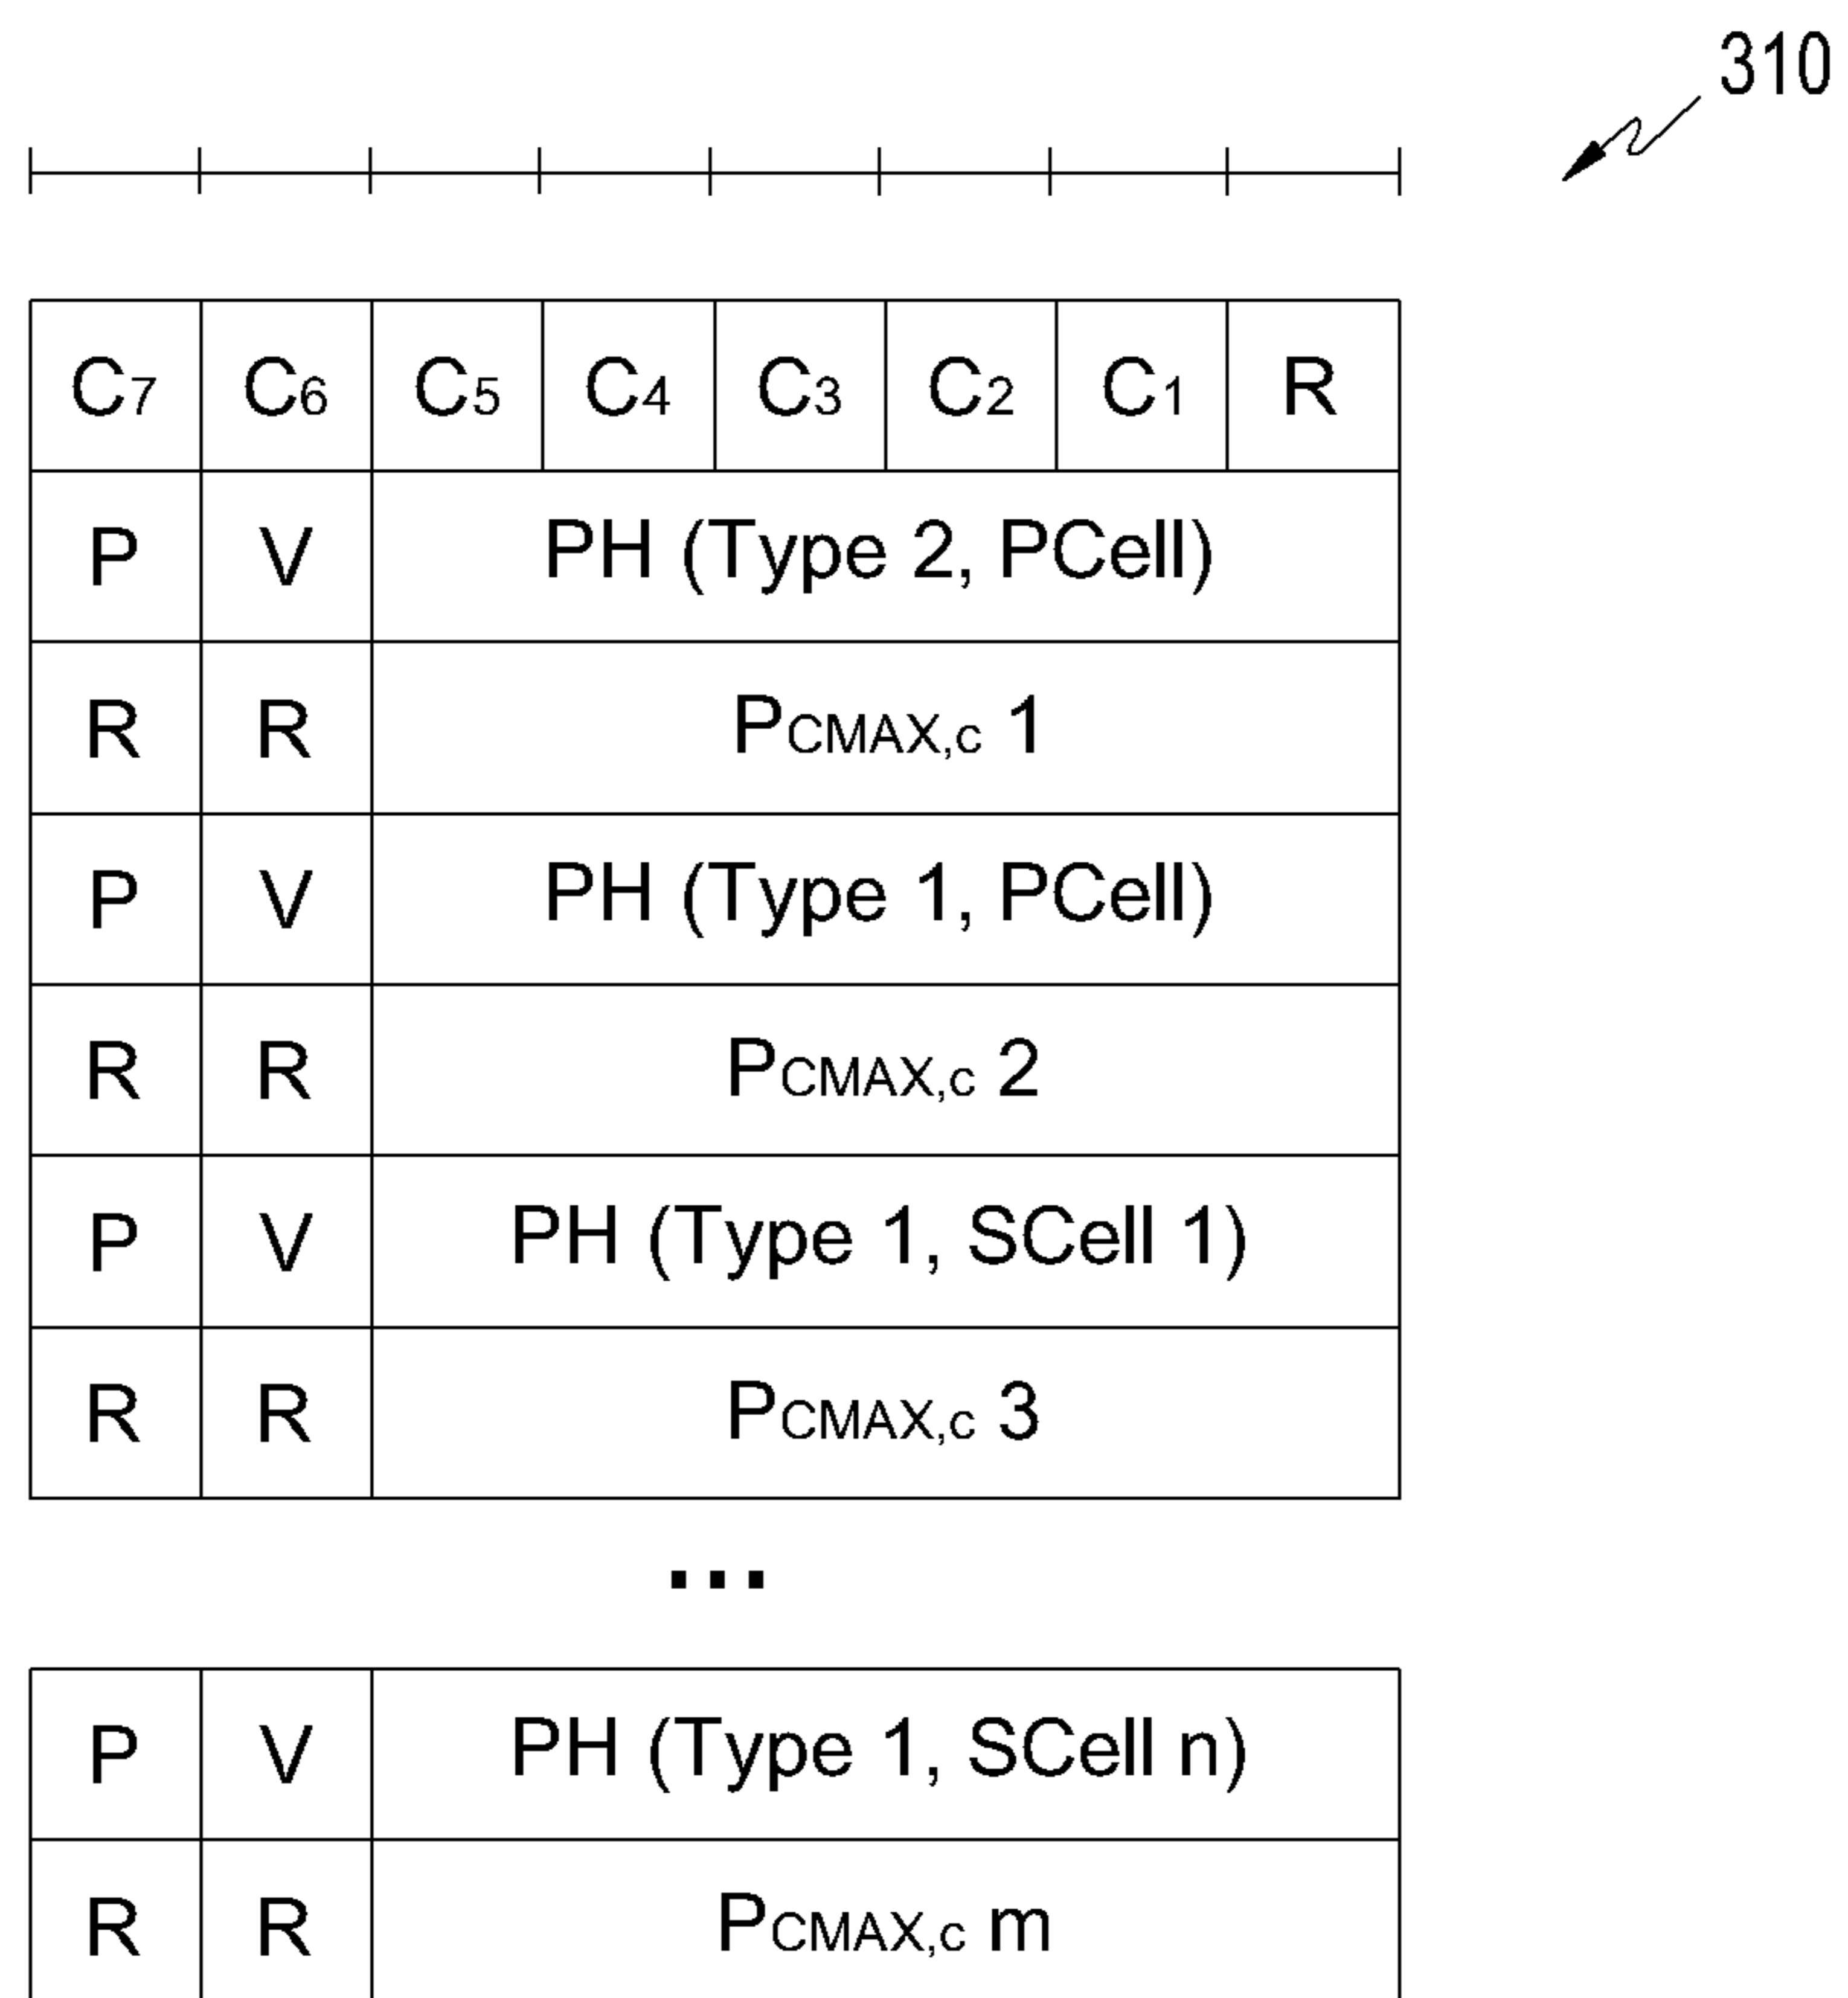 310
C7 C6 C5 C4 C3 C2 C1 R
P V PH (Type 2, PCell)
R R PCMAX,c 1
P V PH (Type 1, PCell)
R R PCMAX,c 2
P V PH (Type 1, SCell 1)
R R PCMAX,c 3
...
P V PH (Type 1, SCell n)
R R PCMAX,c m